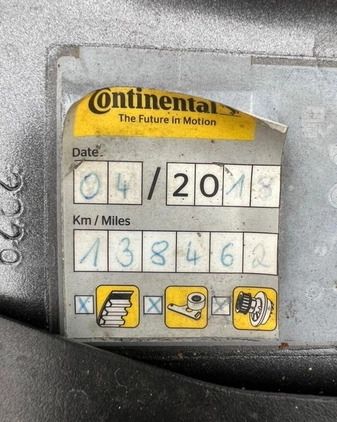 Continental
The Future in Motion
Date
04/2018
Km / Miles
138462